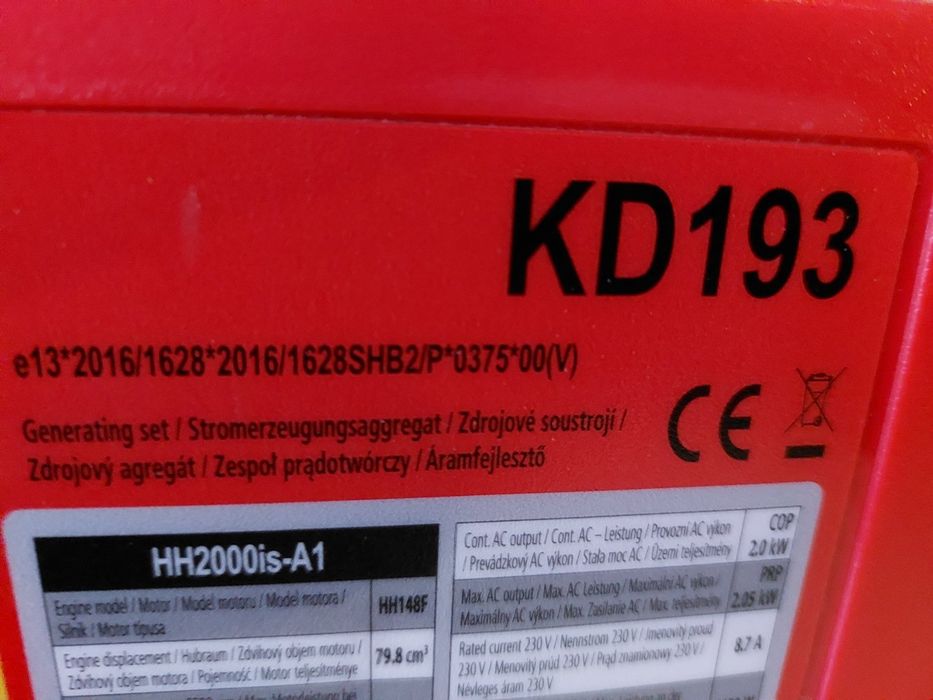 KD193
e13*2016/1628*2016/1628SHB2/P*0375*00(V)
Generating set / Stromerzeugungsaggregat / Zdrojové soustrojí /
Zdrojový agregát / Zespoł prądotwórczy / Áramfejlesztő
CE
HH2000is-A1
Engine model / Motor / Model motoru / Model motora /
Silnik / Motor típusa
HH148F
Engine displacement / Hubraum / Zdvihový objem motoru /
Zdvihový objem motora / Pojemność / Motor teljesítménye
79.8 cm³
Cont. AC output / Cont. AC – Leistung / Provozní AC výkon
/ Prevádzkový AC výkon / Stała moc AC / Üzemi teljesítmény
COP
2.0 kW
Max. AC output / Max. AC Leistung / Maximální AC výkon /
Maximálny AC výkon / Max. Zasilanie AC / Max. teljesítmény
PRP
2.05 kW
Rated current 230 V / Nennstrom 230 V / Jmenovitý proud
230 V / Menovitý prúd 230 V / Prąd znamionowy 230 V /
Névleges áram 230 V
8.7 A